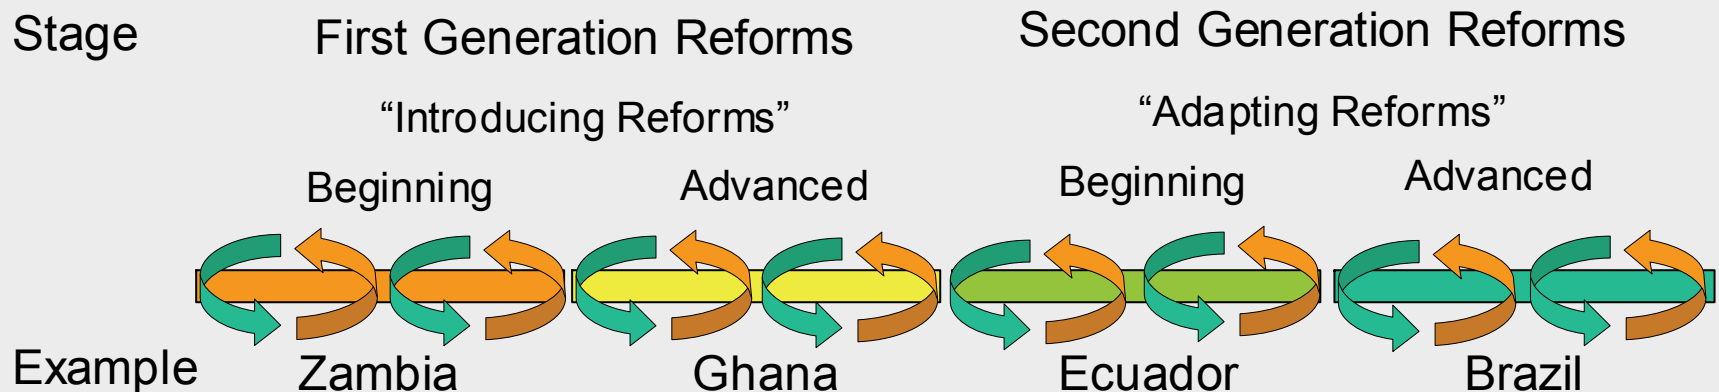 Stage First Generation Reforms Second Generation Reforms
“Introducing Reforms” “Adapting Reforms”
Beginning Advanced Beginning Advanced
Example Zambia Ghana Ecuador Brazil